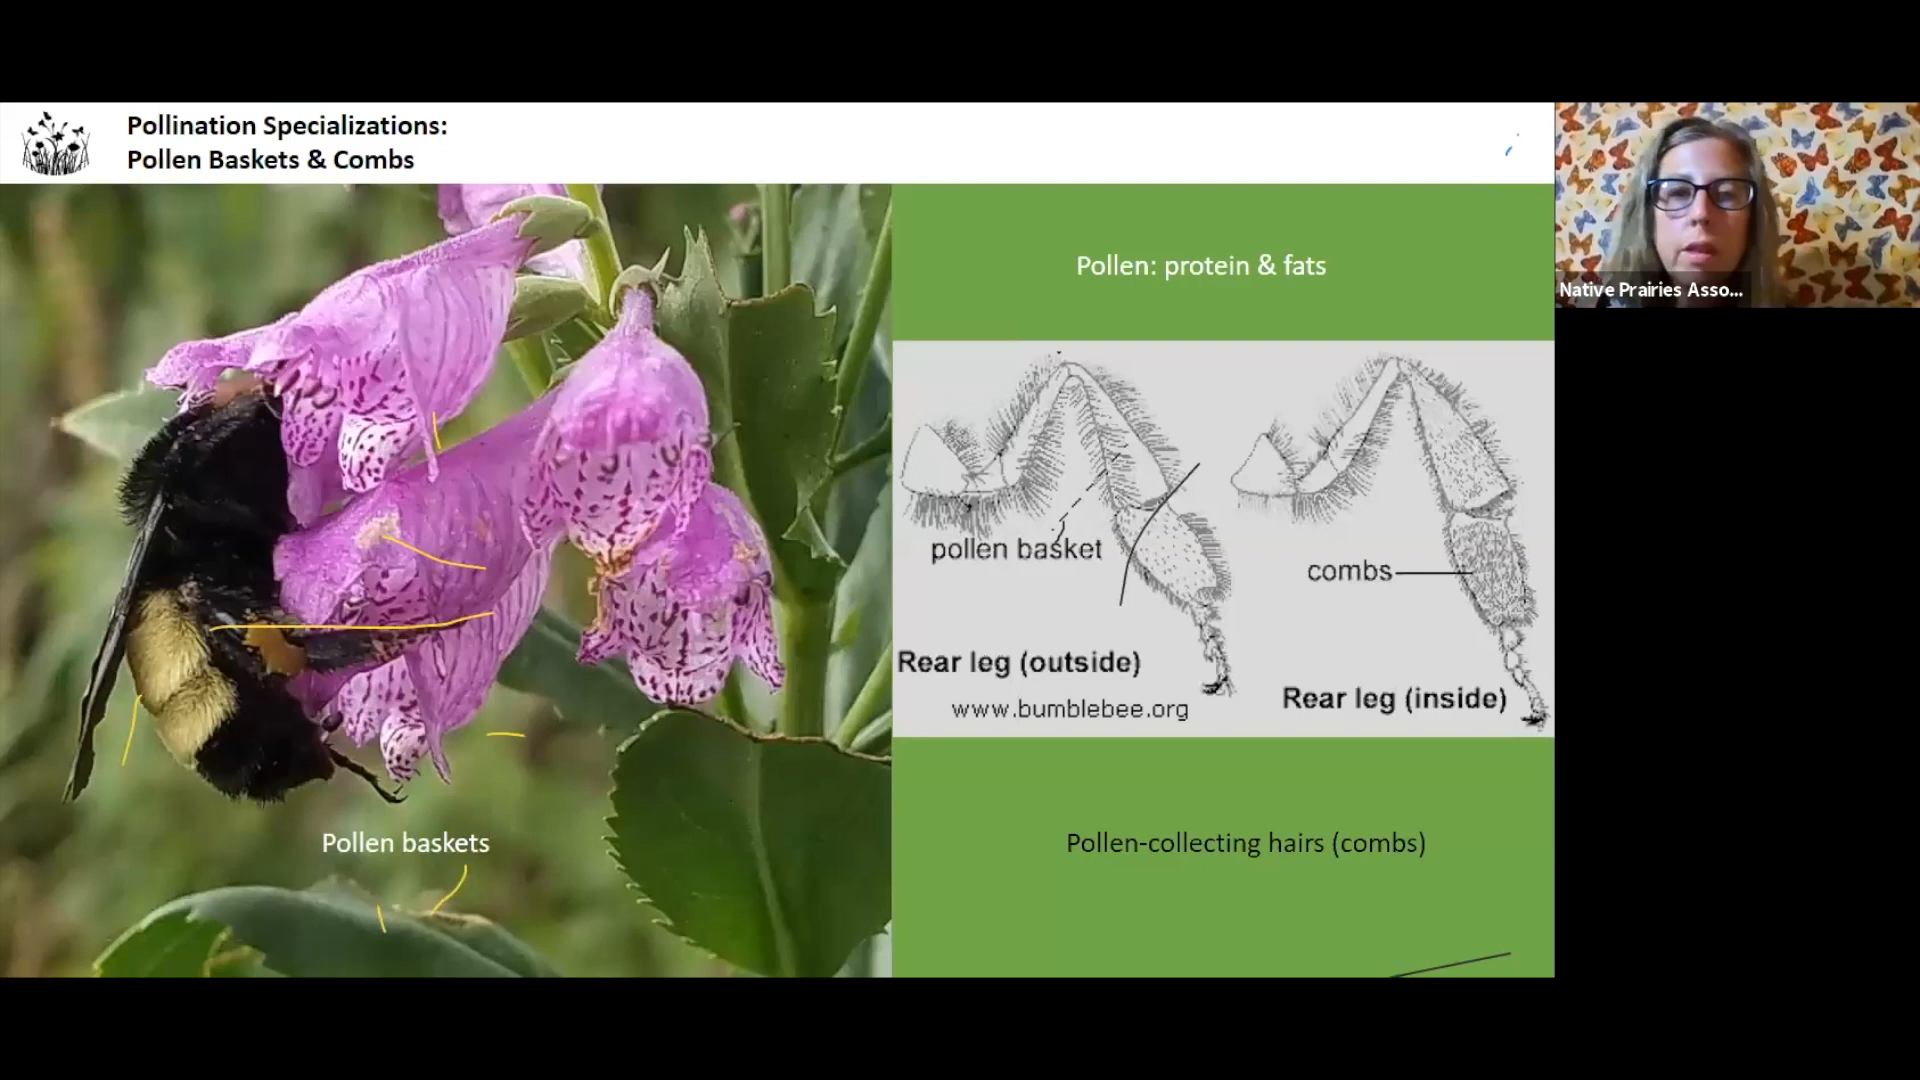 Pollination Specializations:
Pollen Baskets & Combs
Native Prairies Asso...
Pollen: protein & fats
pollen basket
combs
Rear leg (outside)
Rear leg (inside)
www.bumblebee.org
Pollen baskets
Pollen-collecting hairs (combs)